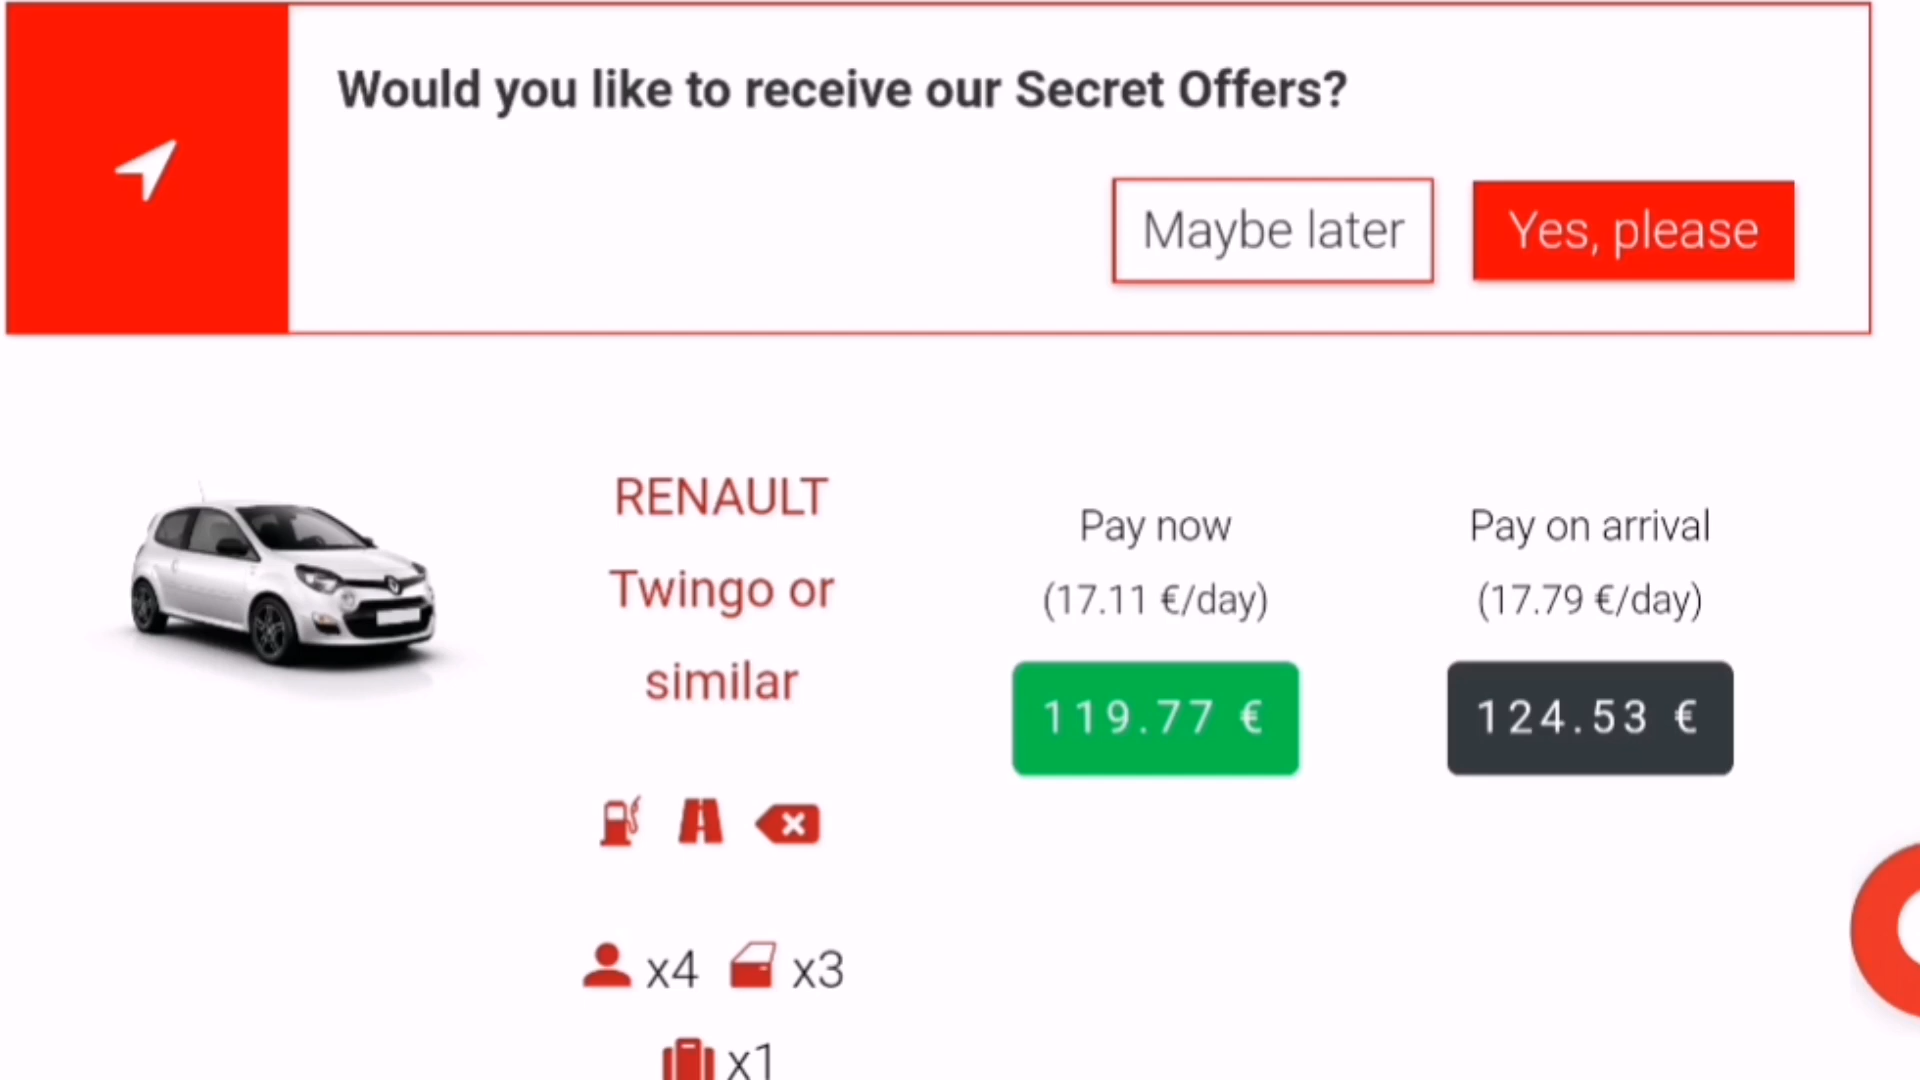 Would you like to receive our Secret Offers?
Maybe later
Yes, please
RENAULT
Twingo or
similar
Pay now
(17.11 €/day)
119.77 €
Pay on arrival
(17.79 €/day)
124.53 €
x4 x3
x1